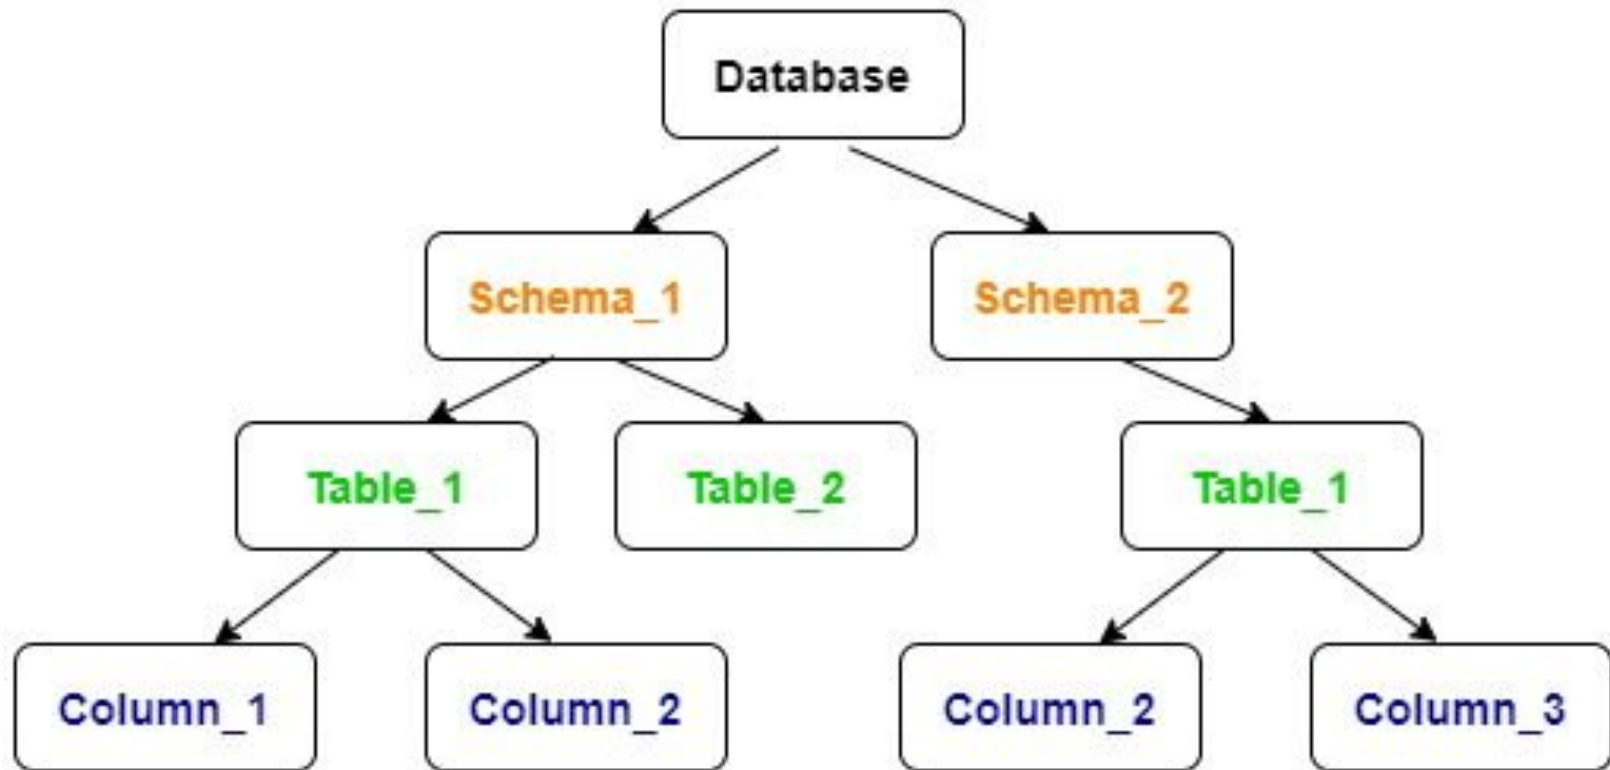 Database
Schema_1
Schema_2
Table_1
Table_2
Table_1
Column_1
Column_2
Column_2
Column_3